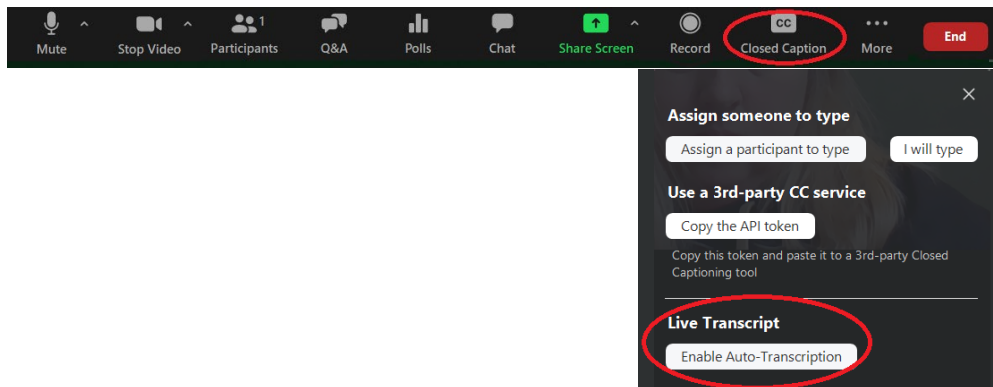 1
Mute Stop Video Participants Q&A Polls Chat Share Screen Record CC Closed Caption More End
Assign someone to type
Assign a participant to type I will type
Use a 3rd-party CC service
Copy the API token
Copy this token and paste it to a 3rd-party Closed
Captioning tool
Live Transcript
Enable Auto-Transcription